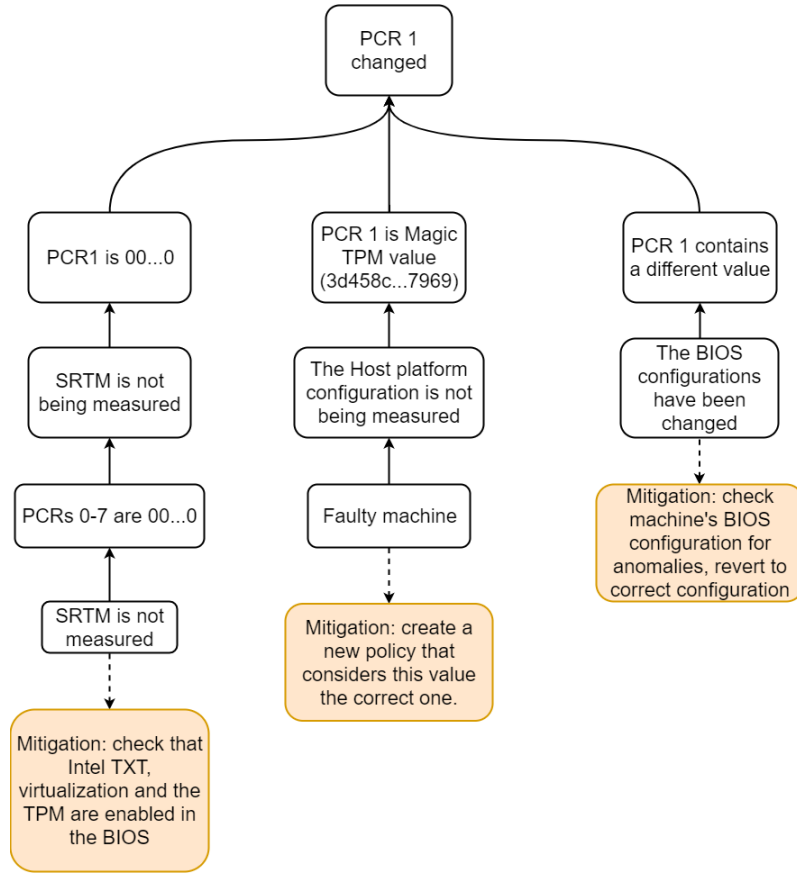 PCR 1
changed
PCR1 is 00...0
PCR 1 is Magic
TPM value
(3d458c...7969)
PCR 1 contains
a different value
SRTM is not
being measured
The Host platform
configuration is not
being measured
The BIOS
configurations
have been
changed
PCRs 0-7 are 00...0
Faulty machine
Mitigation: check
machine's BIOS
configuration for
anomalies, revert to
correct configuration
SRTM is not
measured
Mitigation: create a
new policy that
considers this value
the correct one.
Mitigation: check that
Intel TXT,
virtualization and the
TPM are enabled in
the BIOS